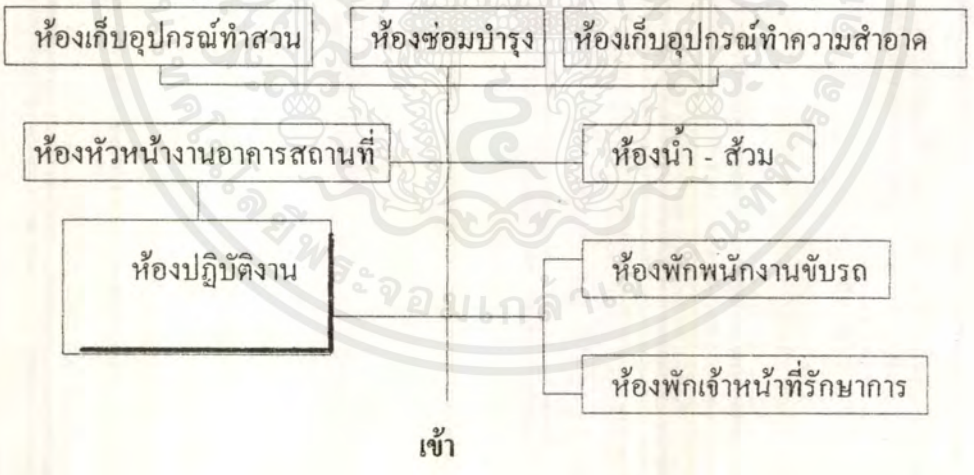 ห้องเก็บอุปกรณ์ทำสวน
ห้องซ่อมบำรุง
ห้องเก็บอุปกรณ์ทำความสำอาด
ห้องหัวหน้างานอาคารสถานที่
ห้องน้ำ - ส้วม
ห้องปฏิบัติงาน
ห้องพักพนักงานขับรถ
ห้องพักเจ้าหน้าที่รักษาการ
เข้า